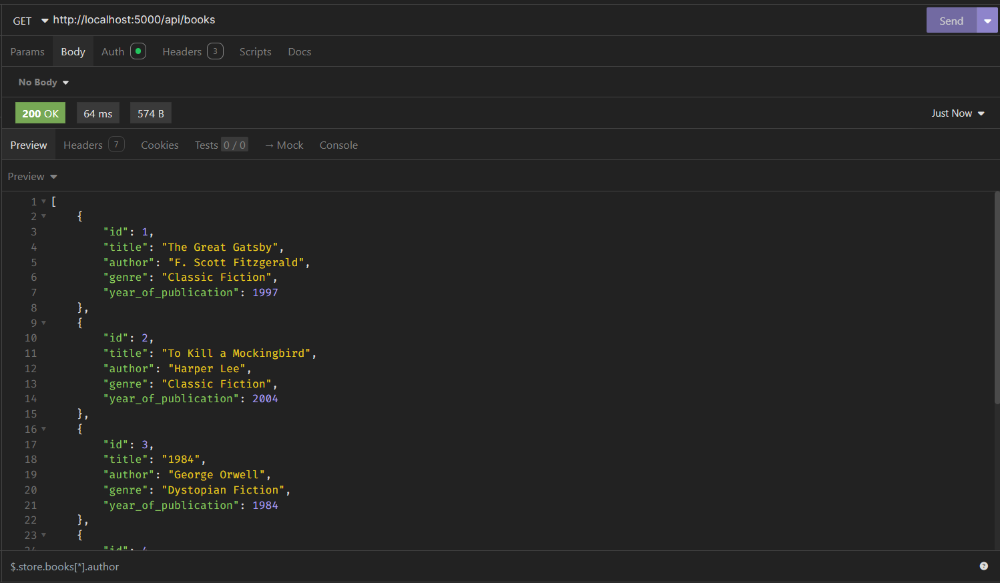 GET http://localhost:5000/api/books Send
Params Body Auth Headers 3 Scripts Docs
No Body
200 OK 64 ms 574 B Just Now
Preview Headers 7 Cookies Tests 0 / 0 → Mock Console
Preview
1 [
2 {
3 "id": 1,
4 "title": "The Great Gatsby",
5 "author": "F. Scott Fitzgerald",
6 "genre": "Classic Fiction",
7 "year_of_publication": 1997
8 },
9 {
10 "id": 2,
11 "title": "To Kill a Mockingbird",
12 "author": "Harper Lee",
13 "genre": "Classic Fiction",
14 "year_of_publication": 2004
15 },
16 {
17 "id": 3,
18 "title": "1984",
19 "author": "George Orwell",
20 "genre": "Dystopian Fiction",
21 "year_of_publication": 1984
22 },
23 {
24 "id": 4
$.store.books[*].author ?